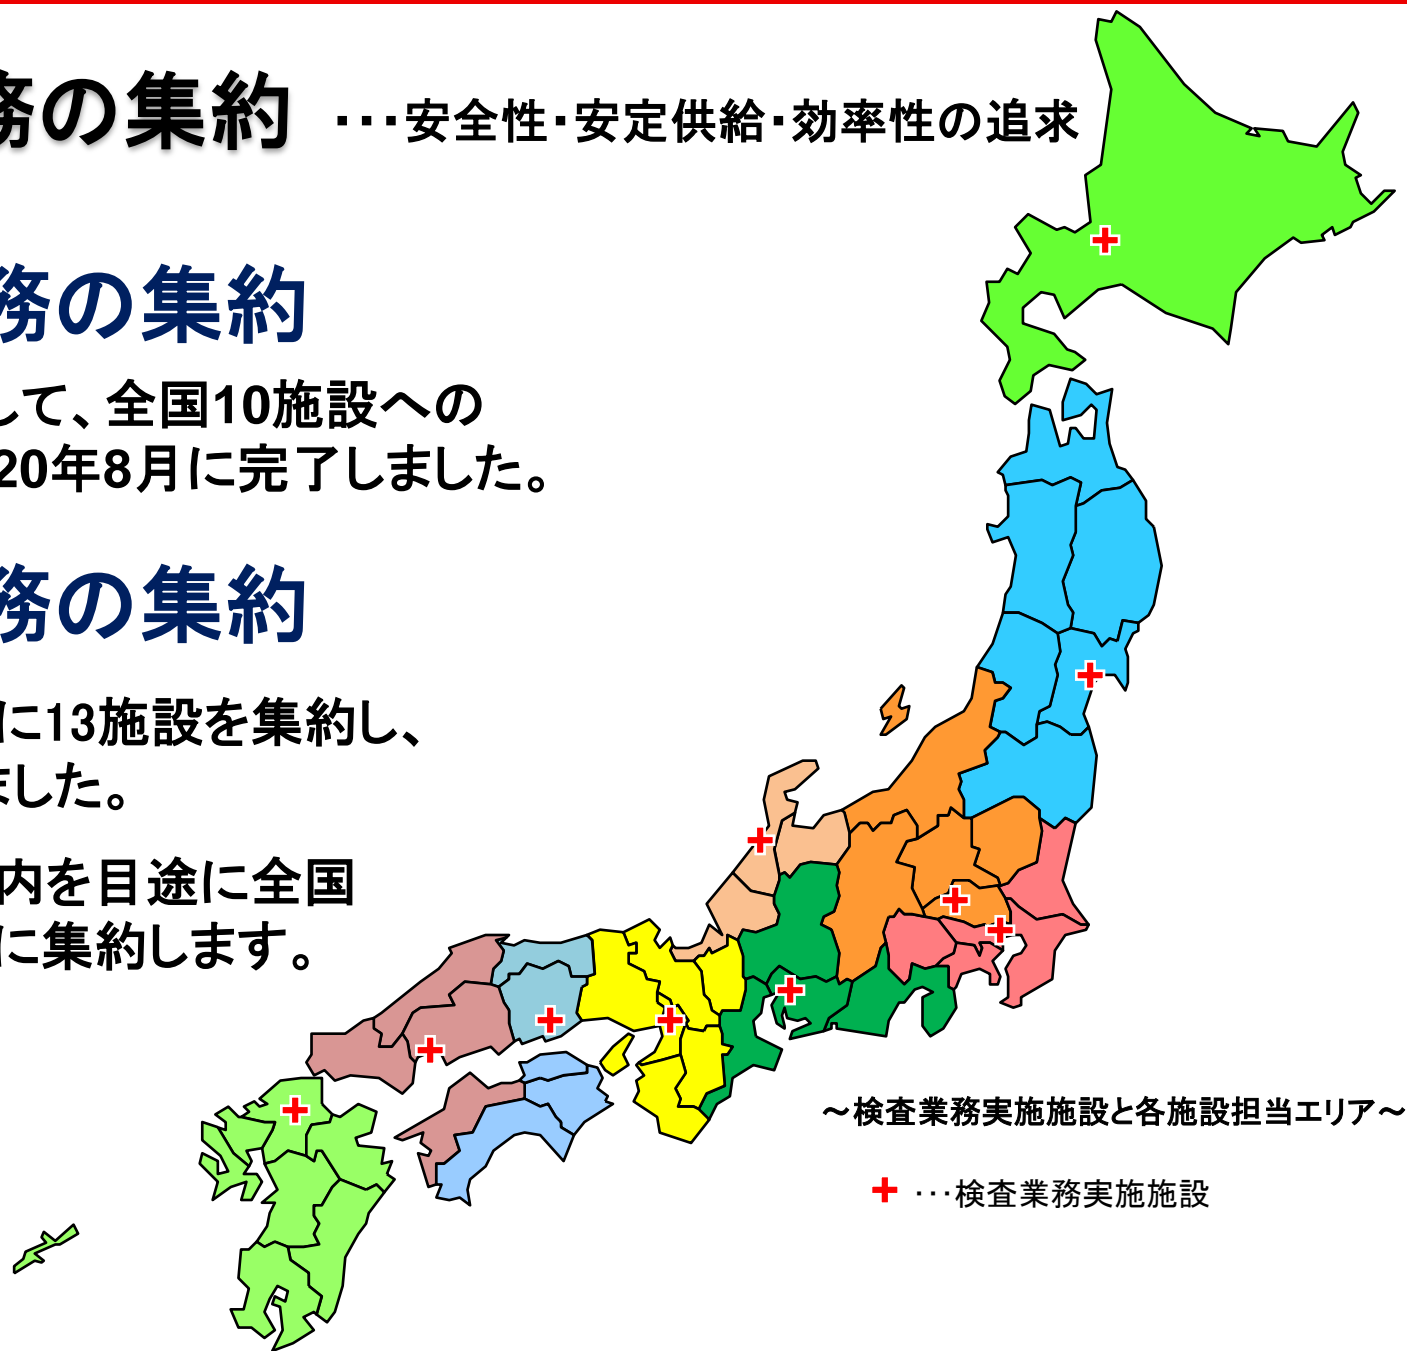 務の集約 ・・・安全性・安定供給・効率性の追求
務の集約
して、全国10施設への
20年8月に完了しました。
務の集約
に13施設を集約し、
ました。
内を目途に全国
に集約します。
～検査業務実施施設と各施設担当エリア～
・・・検査業務実施施設